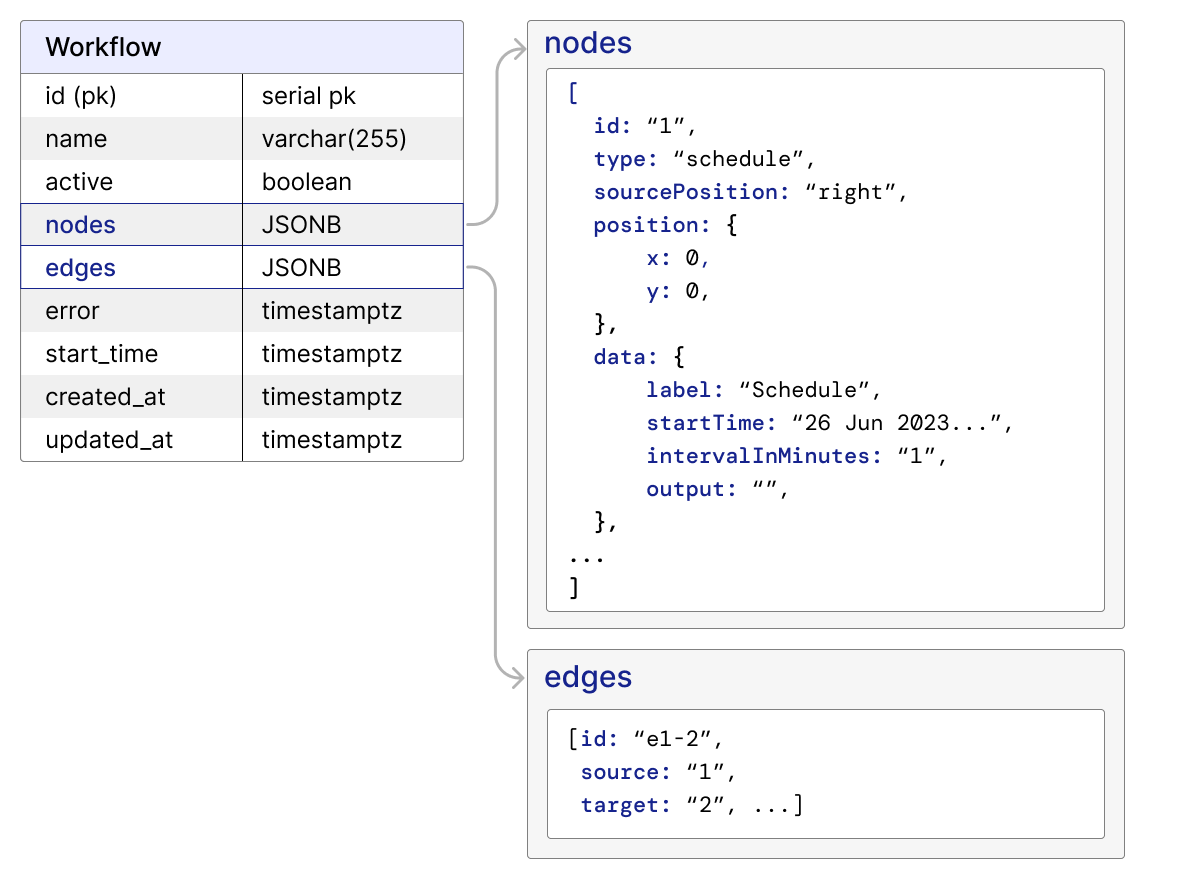 Workflow
id (pk) serial pk
name varchar(255)
active boolean
nodes JSONB
edges JSONB
error timestamptz
start_time timestamptz
created_at timestamptz
updated_at timestamptz
nodes
[
id: “1”,
type: “schedule”,
sourcePosition: “right”,
position: {
x: 0,
y: 0,
},
data: {
label: “Schedule”,
startTime: “26 Jun 2023...”,
intervalInMinutes: “1”,
output: “”,
},
...
]
edges
[id: “e1-2”,
source: “1”,
target: “2”, ...]